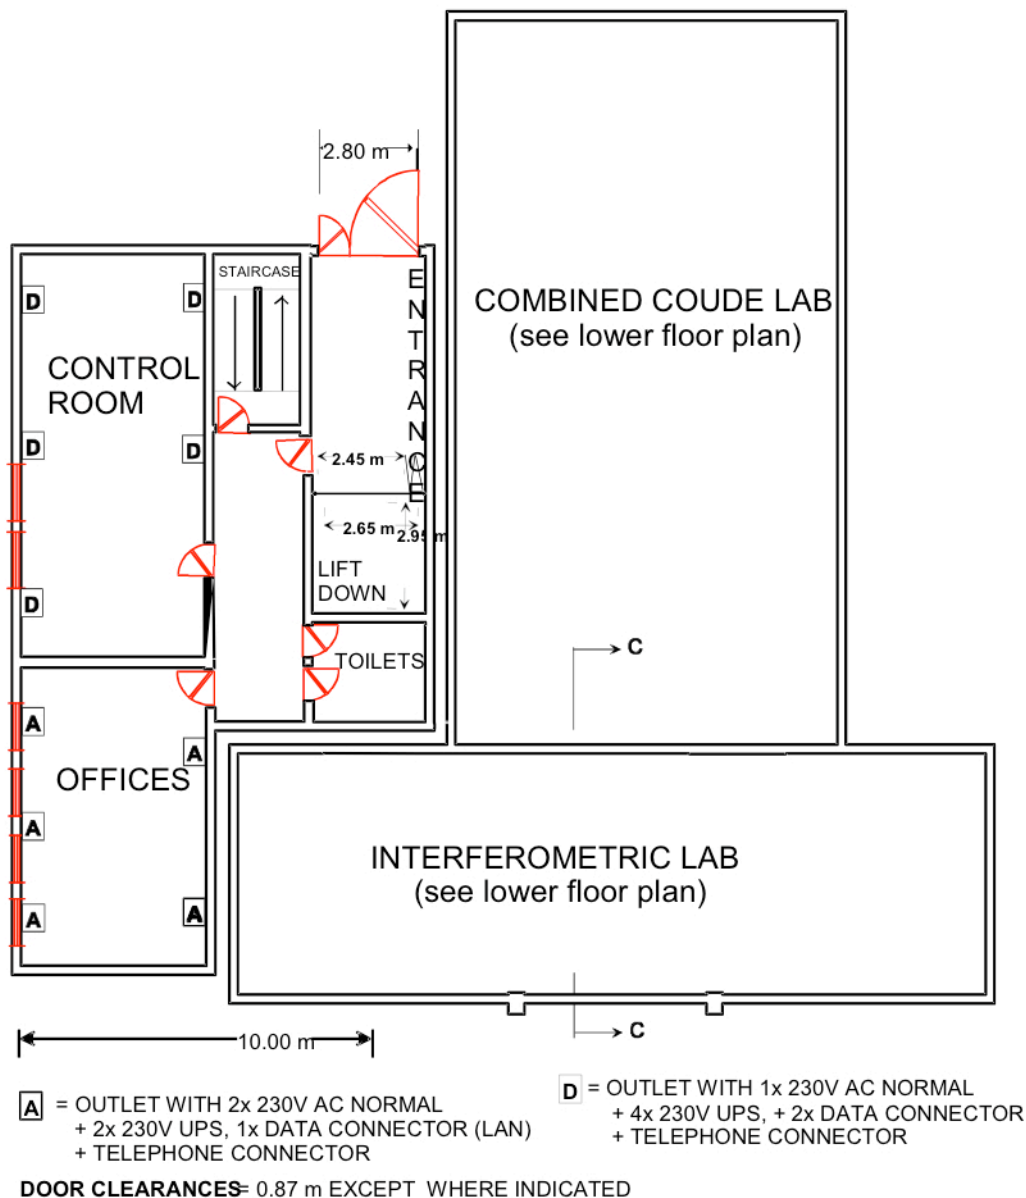 2.80 m
STAIRCASE
ENTRANCE
D
D
COMBINED COUDE LAB
(see lower floor plan)
CONTROL
ROOM
D
D
2.45 m
2.65 m
2.95 m
LIFT
DOWN
D
C
TOILETS
A
A
OFFICES
A
INTERFEROMETRIC LAB
(see lower floor plan)
A
A
C
10.00 m
A = OUTLET WITH 2x 230V AC NORMAL
+ 2x 230V UPS, 1x DATA CONNECTOR (LAN)
+ TELEPHONE CONNECTOR
D = OUTLET WITH 1x 230V AC NORMAL
+ 4x 230V UPS, + 2x DATA CONNECTOR
+ TELEPHONE CONNECTOR
DOOR CLEARANCES= 0.87 m EXCEPT WHERE INDICATED